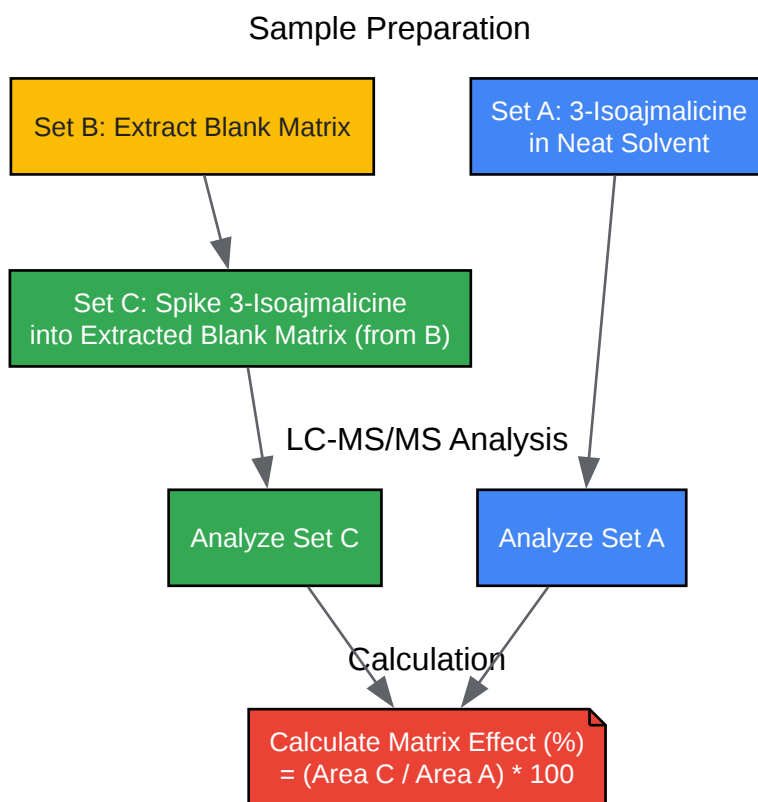 Sample Preparation
Set B: Extract Blank Matrix
Set A: 3-Isoajmalicine
in Neat Solvent
Set C: Spike 3-Isoajmalicine
into Extracted Blank Matrix (from B)
LC-MS/MS Analysis
Analyze Set C
Analyze Set A
Calculation
Calculate Matrix Effect (%)
= (Area C / Area A) * 100